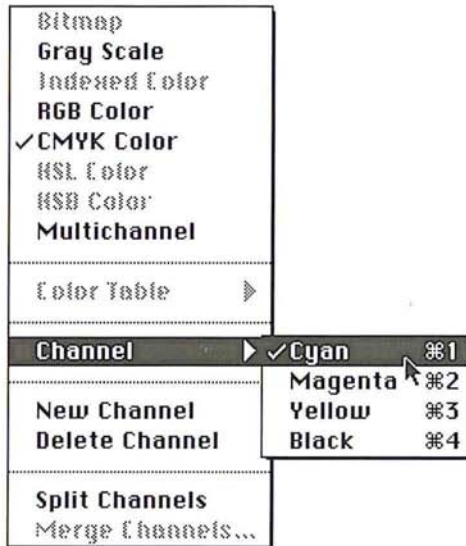 Bitmap
Gray Scale
Indexed Color
RGB Color
✓CMYK Color
HSL Color
HSB Color
Multichannel
Color Table
Channel
✓Cyan ⌘1
Magenta ⌘2
Yellow ⌘3
Black ⌘4
New Channel
Delete Channel
Split Channels
Merge Channels...